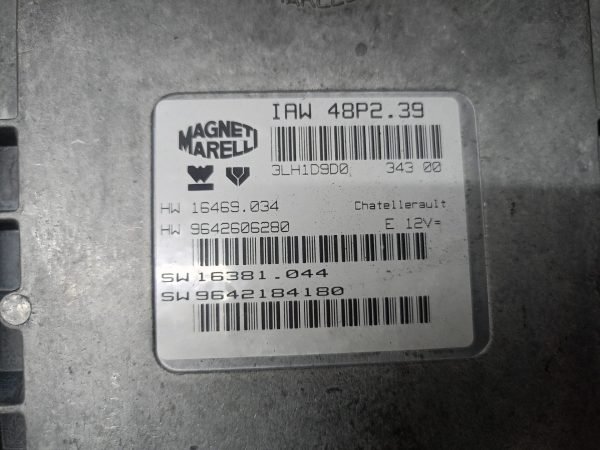 MARELLI
IAW 48P2.39
MAGNETI
MARELLI
3LH1D9D0 343 00
HW 16469.034 Chatellerault
HW 9642606280 E 12V=
SW 16381.044
SW 9642184180